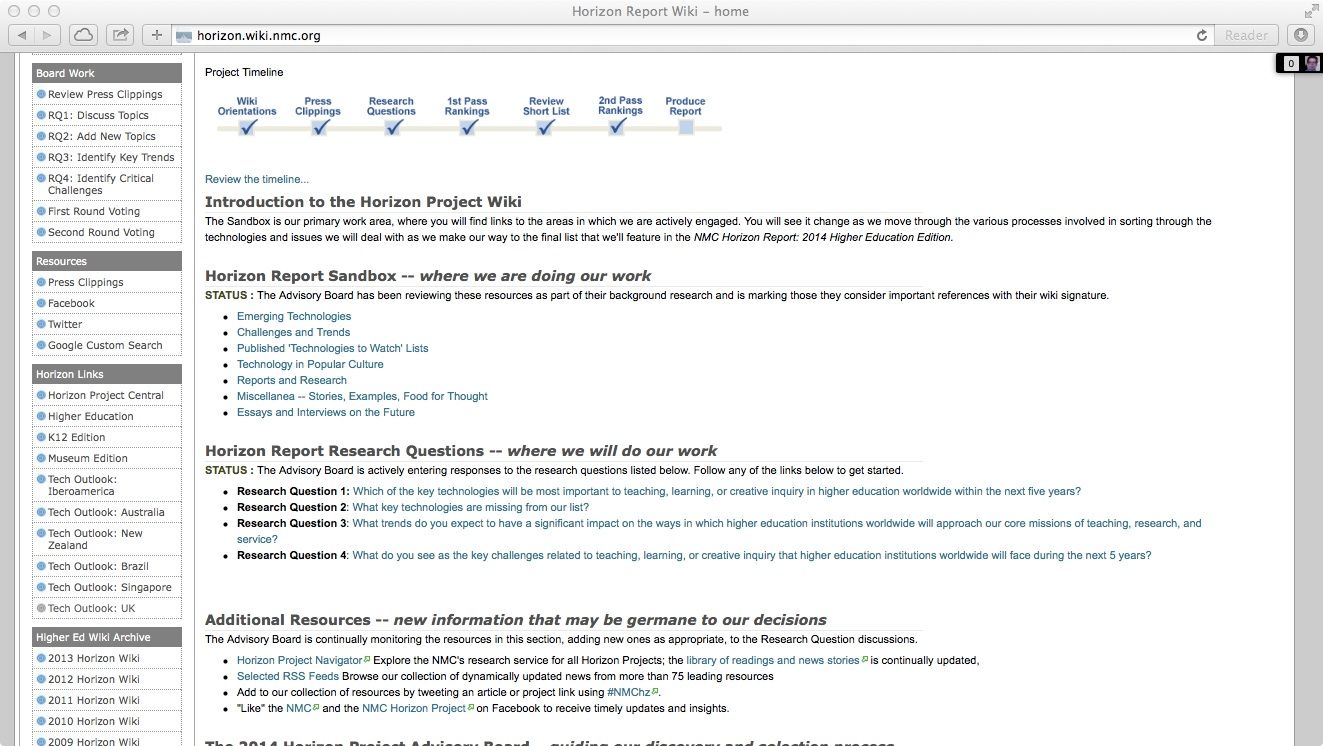 Horizon Report Wiki – home
horizon.wiki.nmc.org
Reader
0
Board Work
Review Press Clippings
RQ1: Discuss Topics
RQ2: Add New Topics
RQ3: Identify Key Trends
RQ4: Identify Critical
Challenges
First Round Voting
Second Round Voting
Resources
Press Clippings
Facebook
Twitter
Google Custom Search
Horizon Links
Horizon Project Central
Higher Education
K12 Edition
Museum Edition
Tech Outlook:
Iberoamerica
Tech Outlook: Australia
Tech Outlook: New
Zealand
Tech Outlook: Brazil
Tech Outlook: Singapore
Tech Outlook: UK
Higher Ed Wiki Archive
2013 Horizon Wiki
2012 Horizon Wiki
2011 Horizon Wiki
2010 Horizon Wiki
2009 Horizon Wiki
Project Timeline
Wiki Orientations
Press Clippings
Research Questions
1st Pass Rankings
Review Short List
2nd Pass Rankings
Produce Report
Review the timeline...
Introduction to the Horizon Project Wiki
The Sandbox is our primary work area, where you will find links to the areas in which we are actively engaged. You will see it change as we move through the various processes involved in sorting through the
technologies and issues we will deal with as we make our way to the final list that we'll feature in the NMC Horizon Report: 2014 Higher Education Edition.
Horizon Report Sandbox -- where we are doing our work
STATUS : The Advisory Board has been reviewing these resources as part of their background research and is marking those they consider important references with their wiki signature.
Emerging Technologies
Challenges and Trends
Published 'Technologies to Watch' Lists
Technology in Popular Culture
Reports and Research
Miscellanea -- Stories, Examples, Food for Thought
Essays and Interviews on the Future
Horizon Report Research Questions -- where we will do our work
STATUS : The Advisory Board is actively entering responses to the research questions listed below. Follow any of the links below to get started.
Research Question 1: Which of the key technologies will be most important to teaching, learning, or creative inquiry in higher education worldwide within the next five years?
Research Question 2: What key technologies are missing from our list?
Research Question 3: What trends do you expect to have a significant impact on the ways in which higher education institutions worldwide will approach our core missions of teaching, research, and
service?
Research Question 4: What do you see as the key challenges related to teaching, learning, or creative inquiry that higher education institutions worldwide will face during the next 5 years?
Additional Resources -- new information that may be germane to our decisions
The Advisory Board is continually monitoring the resources in this section, adding new ones as appropriate, to the Research Question discussions.
Horizon Project Navigator Explore the NMC's research service for all Horizon Projects; the library of readings and news stories is continually updated,
Selected RSS Feeds Browse our collection of dynamically updated news from more than 75 leading resources
Add to our collection of resources by tweeting an article or project link using #NMChz.
"Like" the NMC and the NMC Horizon Project on Facebook to receive timely updates and insights.
The 2014 Horizon Project Advisory Board -- guiding our discovery and selection process